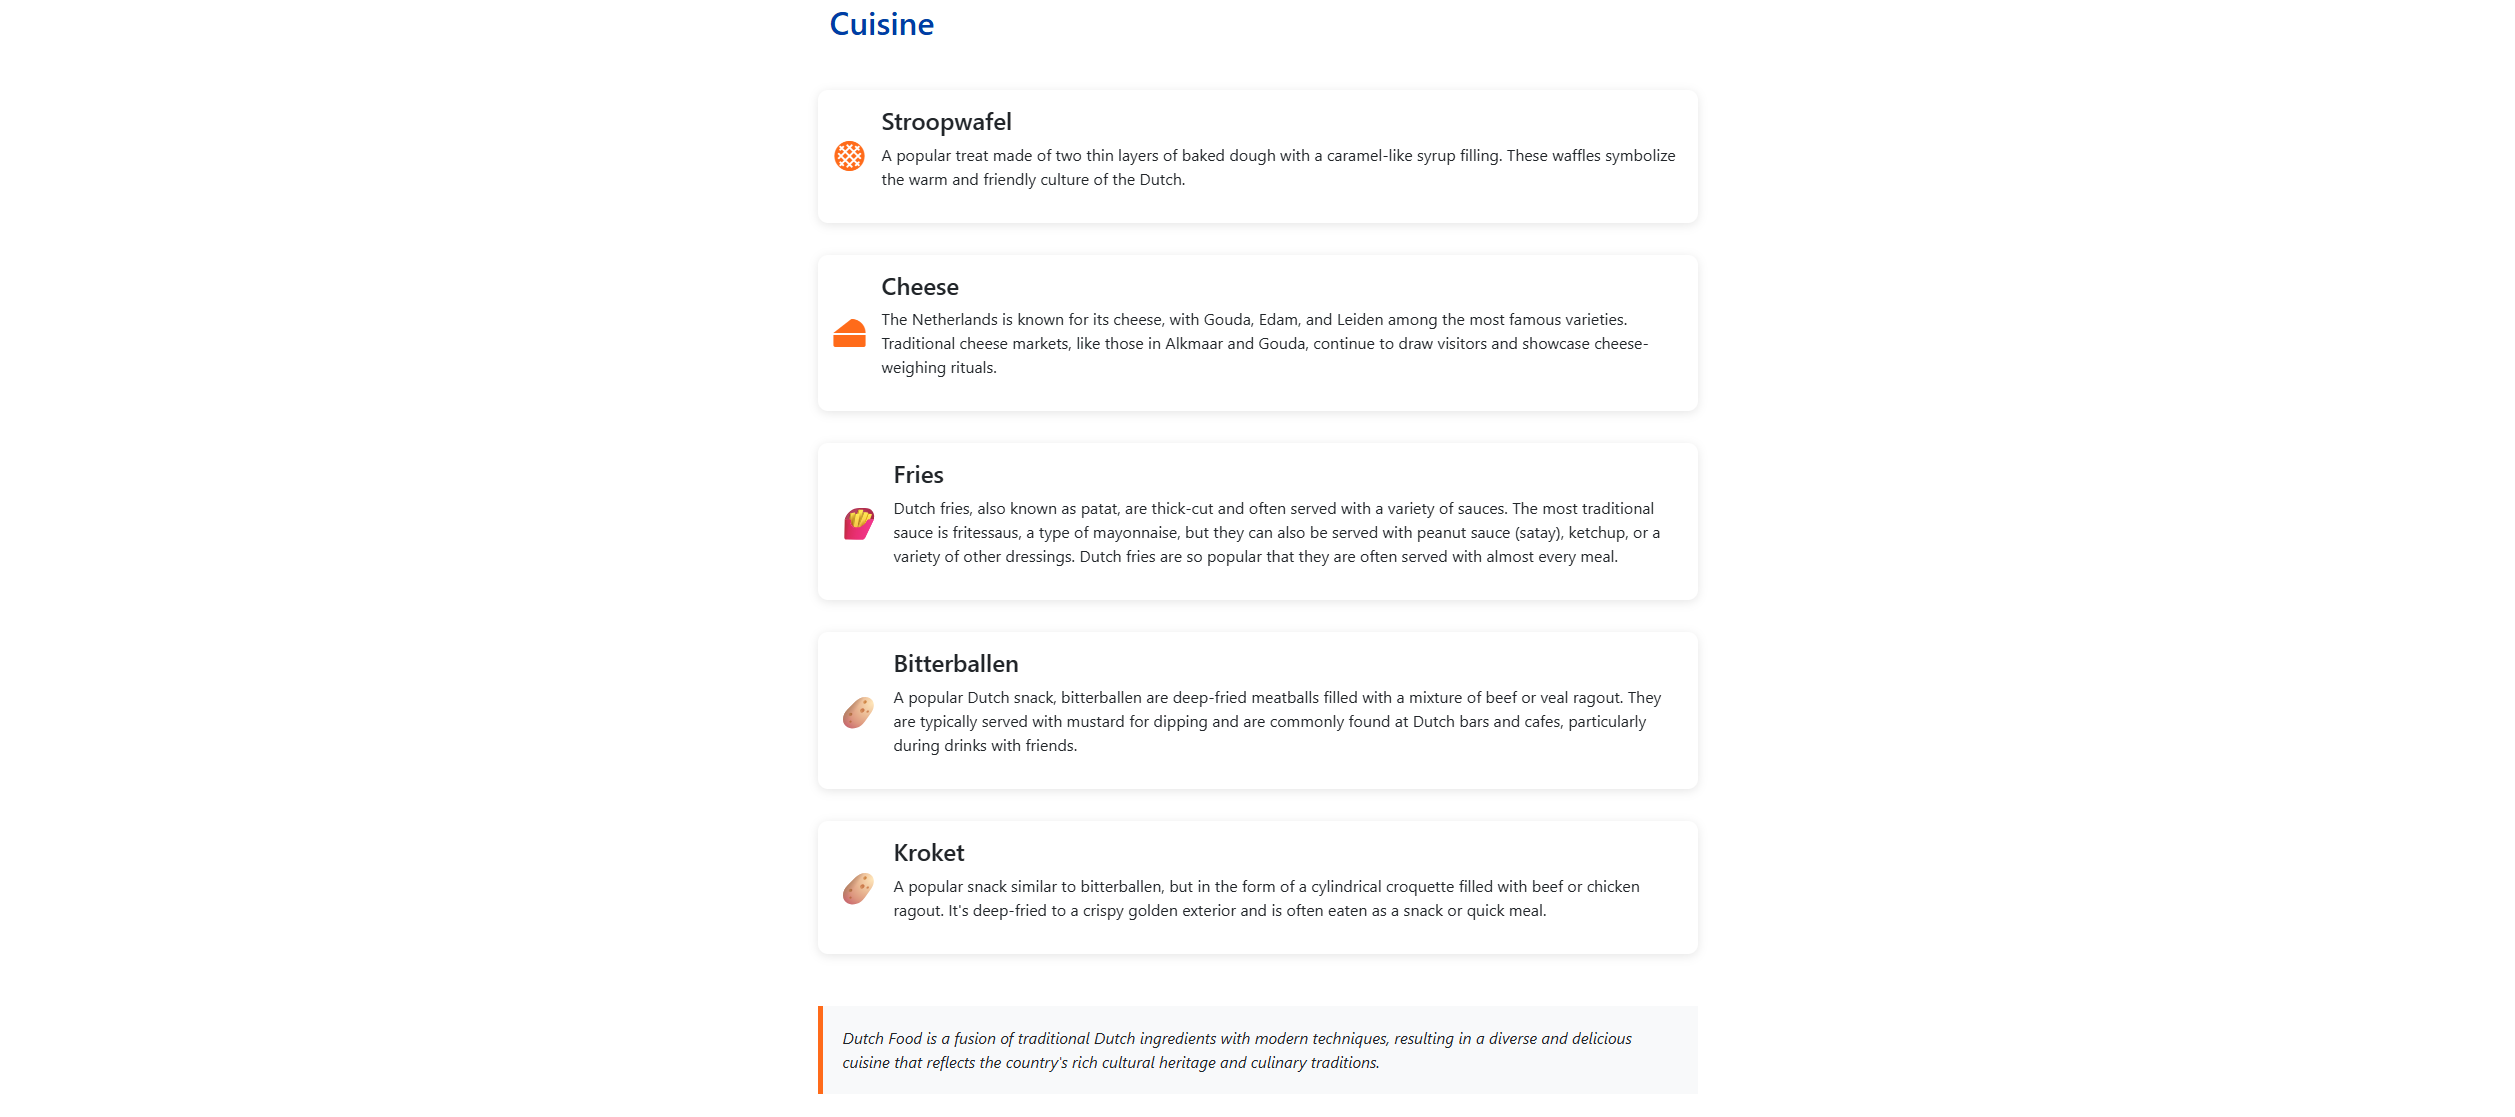 Cuisine
Stroopwafel
A popular treat made of two thin layers of baked dough with a caramel-like syrup filling. These waffles symbolize
the warm and friendly culture of the Dutch.
Cheese
The Netherlands is known for its cheese, with Gouda, Edam, and Leiden among the most famous varieties.
Traditional cheese markets, like those in Alkmaar and Gouda, continue to draw visitors and showcase cheese-
weighing rituals.
Fries
Dutch fries, also known as patat, are thick-cut and often served with a variety of sauces. The most traditional
sauce is fritessaus, a type of mayonnaise, but they can also be served with peanut sauce (satay), ketchup, or a
variety of other dressings. Dutch fries are so popular that they are often served with almost every meal.
Bitterballen
A popular Dutch snack, bitterballen are deep-fried meatballs filled with a mixture of beef or veal ragout. They
are typically served with mustard for dipping and are commonly found at Dutch bars and cafes, particularly
during drinks with friends.
Kroket
A popular snack similar to bitterballen, but in the form of a cylindrical croquette filled with beef or chicken
ragout. It's deep-fried to a crispy golden exterior and is often eaten as a snack or quick meal.
Dutch Food is a fusion of traditional Dutch ingredients with modern techniques, resulting in a diverse and delicious
cuisine that reflects the country's rich cultural heritage and culinary traditions.